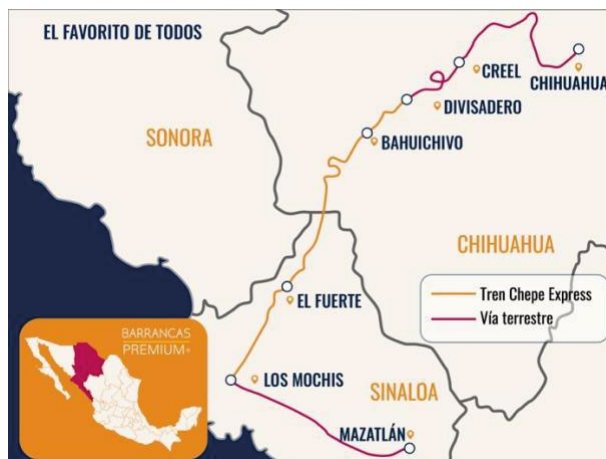 EL FAVORITO DE TODOS
CREEL
CHIHUAHUA
DIVISADERO
SONORA
BAHUICHIVO
CHIHUAHUA
Tren Chepe Express
Vía terrestre
EL FUERTE
BARRANCAS
PREMIUM+
LOS MOCHIS
SINALOA
MAZATLÁN